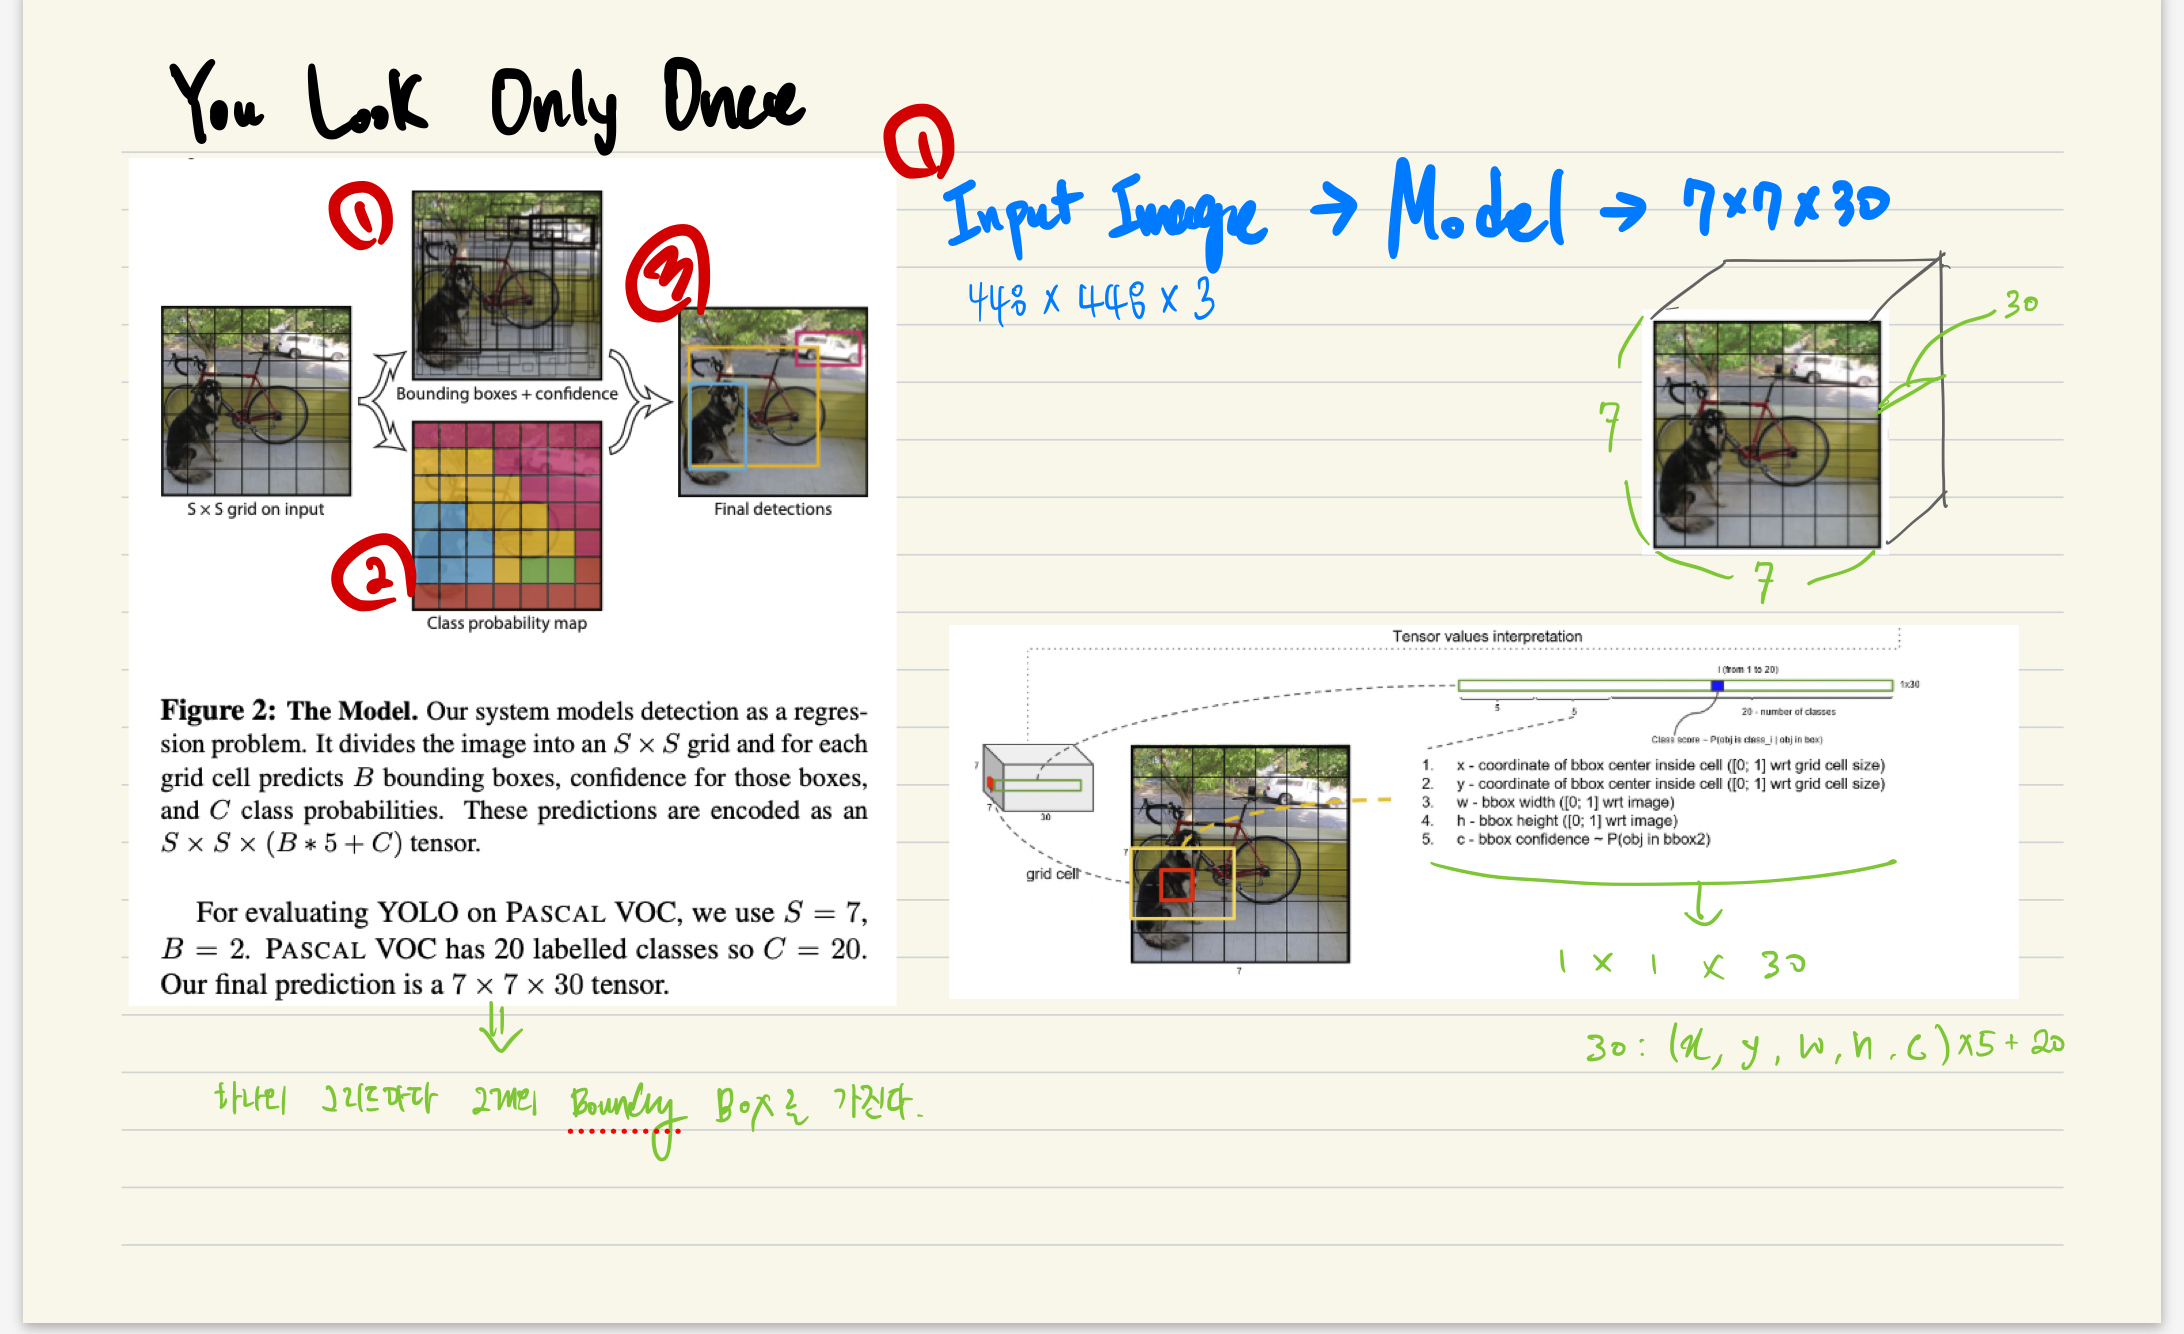 You Look Only Once
①
S × S grid on input
Bounding boxes + confidence
②
Class probability map
③
Final detections
Figure 2: The Model. Our system models detection as a regres-
sion problem. It divides the image into an S × S grid and for each
grid cell predicts B bounding boxes, confidence for those boxes,
and C class probabilities. These predictions are encoded as an
S × S × (B ∗ 5 + C) tensor.
For evaluating YOLO on PASCAL VOC, we use S = 7,
B = 2. PASCAL VOC has 20 labelled classes so C = 20.
Our final prediction is a 7 × 7 × 30 tensor.
하나의 그리드마다 2개의 Boundry Box를 가진다.
①
Input Image → Model → 7×7×30
448 × 448 × 3
30
7
7
Tensor values interpretation
i (from 1 to 20)
1x30
5
5
20 - number of classes
Class score ~ P(obj is class_i | obj in box)
7
7
30
grid cell
7
7
1. x - coordinate of bbox center inside cell ([0; 1] wrt grid cell size)
2. y - coordinate of bbox center inside cell ([0; 1] wrt grid cell size)
3. w - bbox width ([0; 1] wrt image)
4. h - bbox height ([0; 1] wrt image)
5. c - bbox confidence ~ P(obj in bbox2)
1 × 1 × 30
30: (x, y, w, h, c)×5 + 20